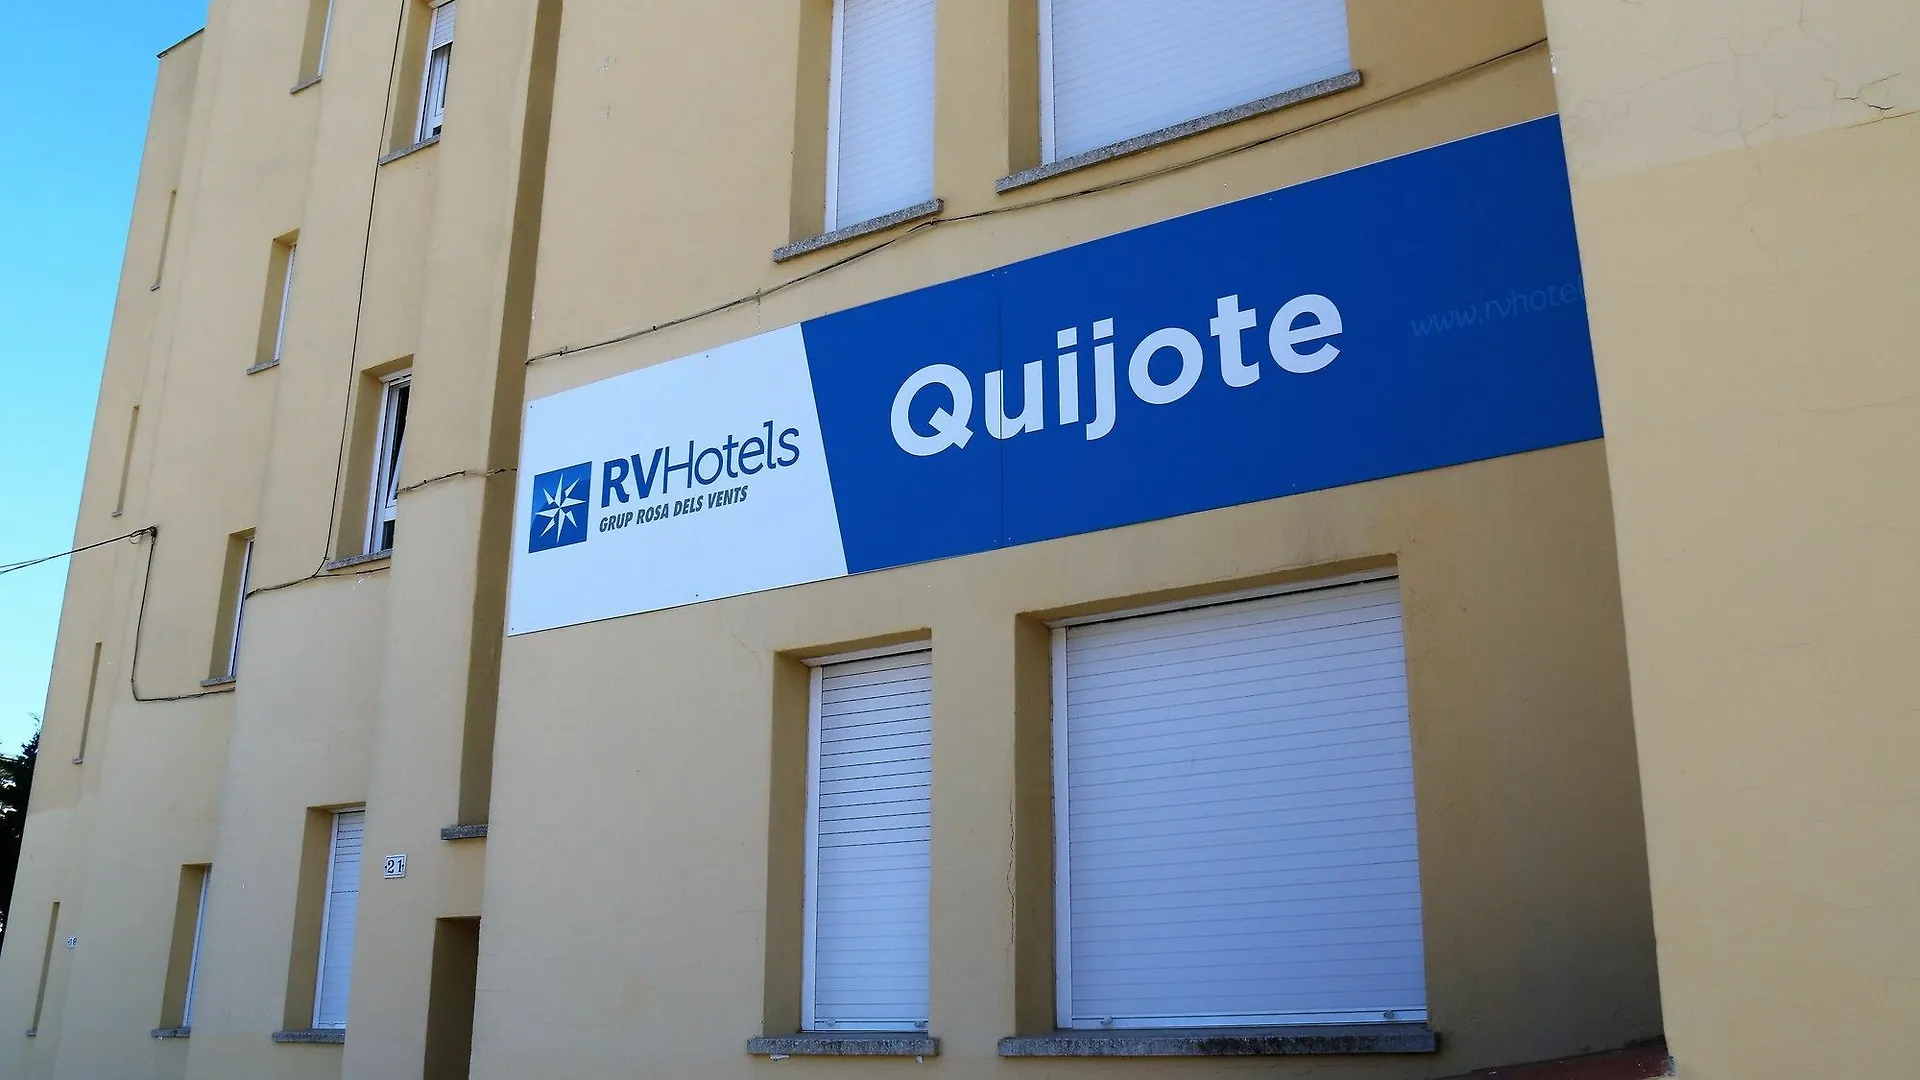 RVHotels
GRUP ROSA DELS VENTS
Quijote
www.rvhotel
21